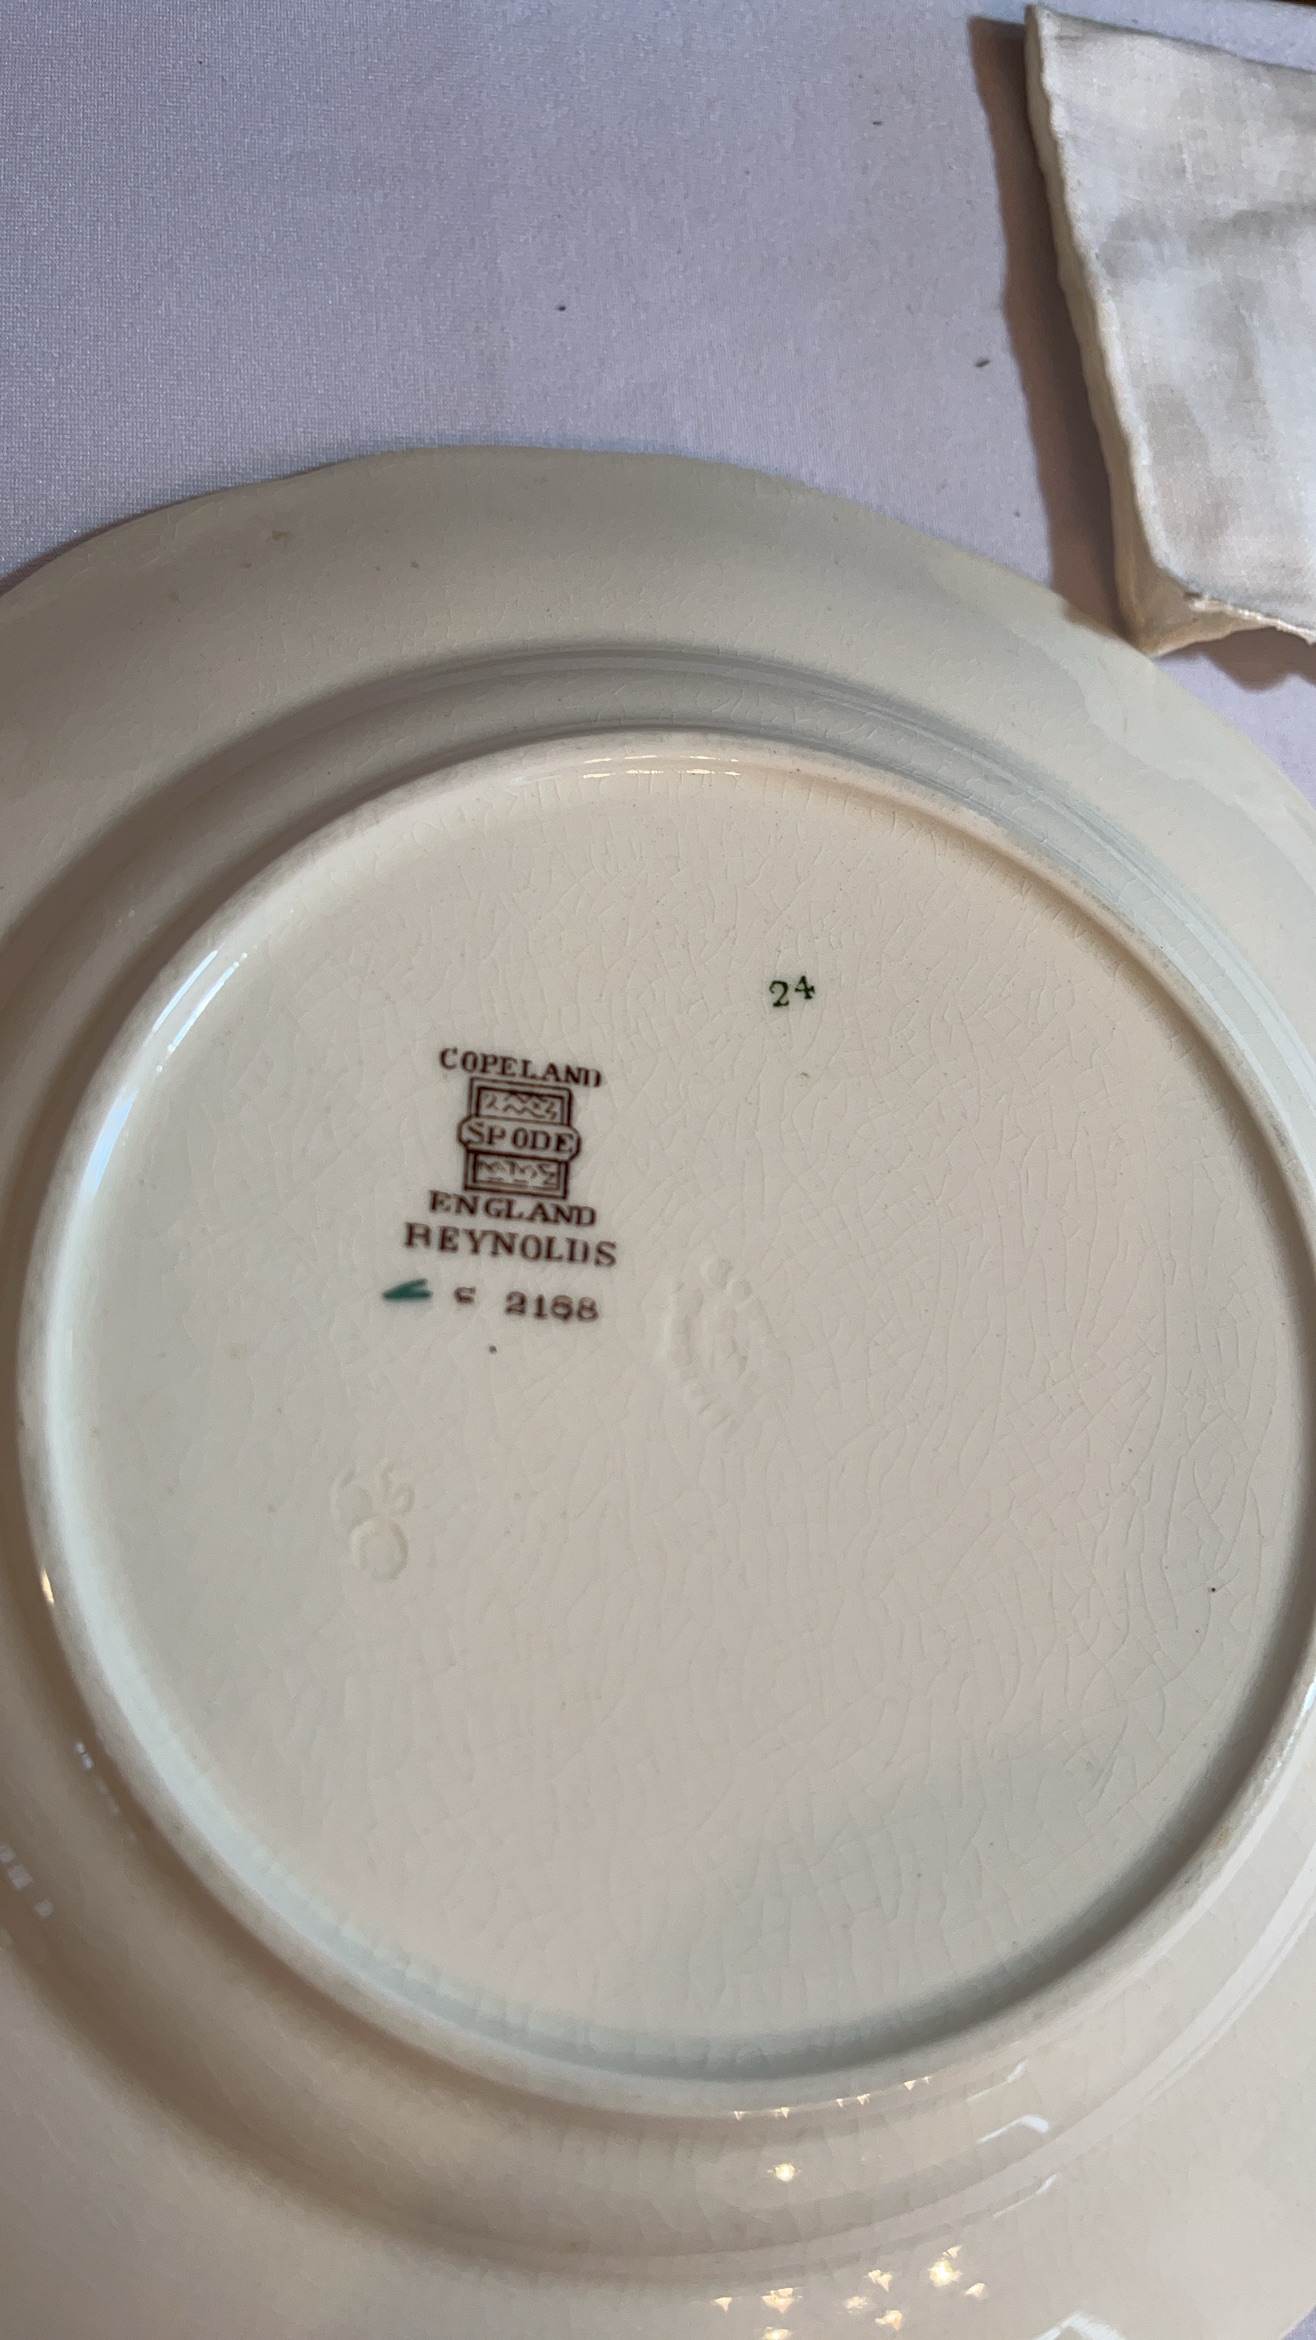 24
COPELAND
SPODE
ENGLAND
REYNOLDS
2168